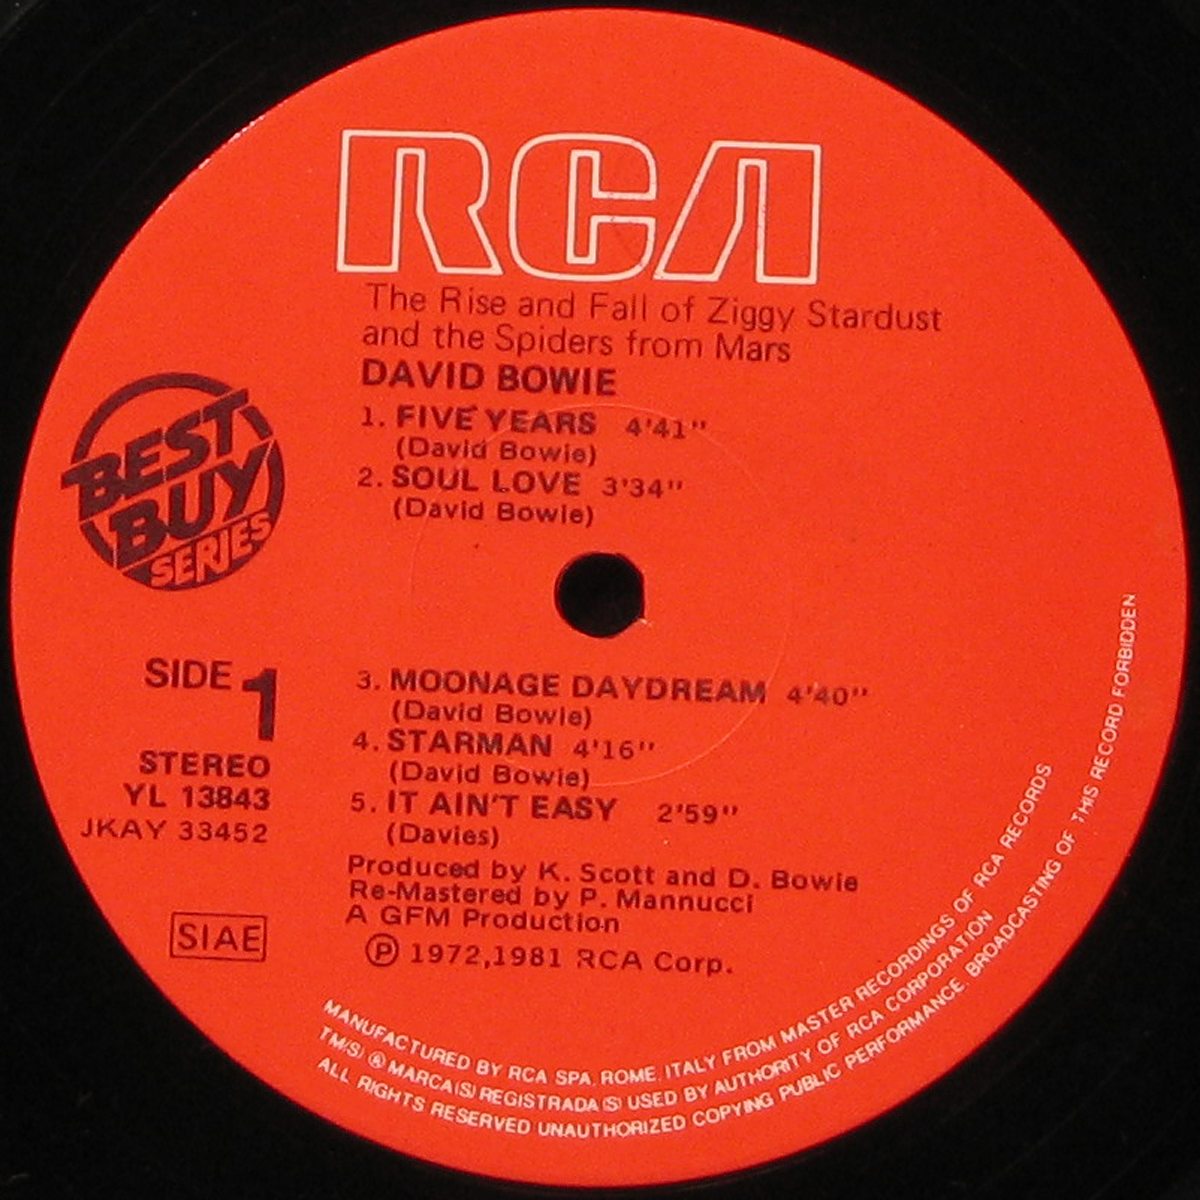 RCA
The Rise and Fall of Ziggy Stardust
and the Spiders from Mars
DAVID BOWIE
1. FIVE YEARS 4'41"
(David Bowie)
2. SOUL LOVE 3'34"
(David Bowie)
BEST
BUY
SERIES
SIDE 1
STEREO
YL 13843
JKAY 33452
SIAE
3. MOONAGE DAYDREAM 4'40"
(David Bowie)
4. STARMAN 4'16"
(David Bowie)
5. IT AIN'T EASY 2'59"
(Davies)
Produced by K. Scott and D. Bowie
Re-Mastered by P. Mannucci
A GFM Production
℗ 1972,1981 RCA Corp.
MANUFACTURED BY RCA SPA. ROME. ITALY FROM MASTER RECORDINGS OF RCA RECORDS
TM(S) ® MARCA(S) REGISTRADA(S) USED BY AUTHORITY OF RCA CORPORATION
ALL RIGHTS RESERVED UNAUTHORIZED COPYING PUBLIC PERFORMANCE. BROADCASTING OF THIS RECORD FORBIDDEN